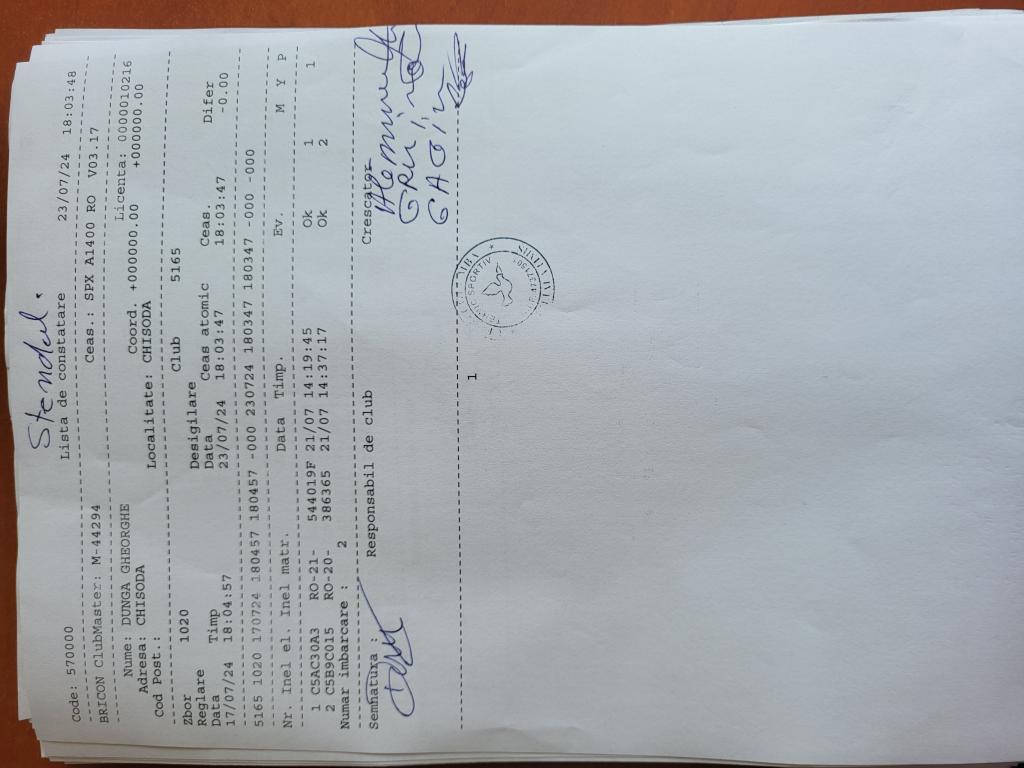 Stendal.
Lista de constatare 23/07/24 18:03:48
Code: 570000
BRICON ClubMaster: M-44294 Ceas.: SPX A1400 RO V03.17
Nume: DUNGA GHEORGHE Licenta: 0000010216
Adresa: CHISODA Coord. +000000.00 +000000.00
Cod Post.: Localitate: CHISODA
Zbor 1020 Club 5165
Reglare Desigilare
Data Timp Data Ceas atomic Ceas. Difer
17/07/24 18:04:57 23/07/24 18:03:47 18:03:47 -0.00
5165 1020 170724 180457 180457 -000 230724 180347 180347 -000 -000
Nr. Inel el. Inel matr. Data Timp. Ev. M Y P
1 C5AC30A3 RO-21- 544019F 21/07 14:19:45 Ok 1 1
2 C5B9C015 RO-20- 386365 21/07 14:37:17 Ok 2
Numar imbarcare : 2
Semnatura : Responsabil de club Crescator
1